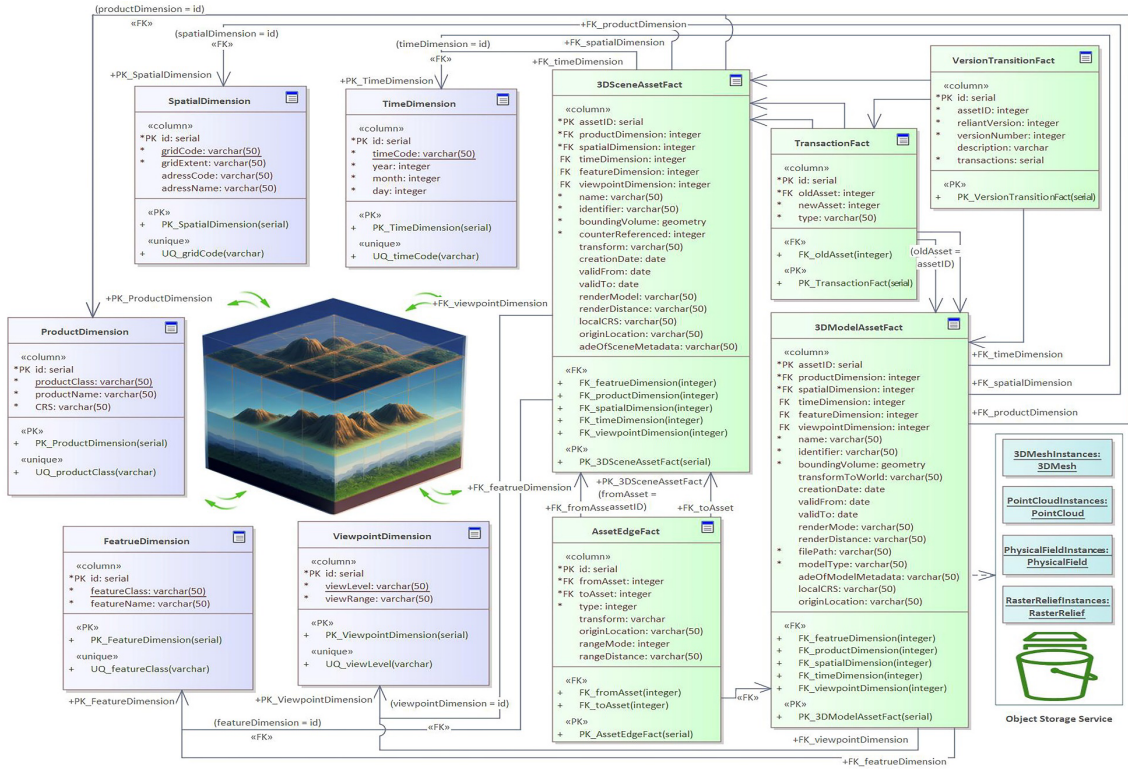 (productDimension = id)
«FK»
+FK_productDimension
(spatialDimension = id)
«FK»
(timeDimension = id)
+FK_spatialDimension
«FK»
+FK_timeDimension
+PK_SpatialDimension
+PK_TimeDimension
SpatialDimension
«column»
*PK id: serial
* gridCode: varchar(50)
* gridExtent: varchar(50)
adressCode: varchar(50)
adressName: varchar(50)
«PK»
+ PK_SpatialDimension(serial)
«unique»
+ UQ_gridCode(varchar)
TimeDimension
«column»
*PK id: serial
* timeCode: varchar(50)
* year: integer
* month: integer
* day: integer
«PK»
+ PK_TimeDimension(serial)
«unique»
+ UQ_timeCode(varchar)
3DSceneAssetFact
«column»
*PK assetID: serial
*FK productDimension: integer
*FK spatialDimension: integer
FK timeDimension: integer
FK featureDimension: integer
FK viewpointDimension: integer
* name: varchar(50)
* identifier: varchar(50)
* boundingVolume: geometry
* counterReferenced: integer
transform: varchar(50)
creationDate: date
validFrom: date
validTo: date
renderModel: varchar(50)
renderDistance: varchar(50)
localCRS: varchar(50)
originLocation: varchar(50)
adeOfSceneMetadata: varchar(50)
«FK»
+ FK_featrueDimension(integer)
+ FK_productDimension(integer)
+ FK_spatialDimension(integer)
+ FK_timeDimension(integer)
+ FK_viewpointDimension(integer)
«PK»
+ PK_3DSceneAssetFact(serial)
VersionTransitionFact
«column»
*PK id: serial
* assetID: integer
* reliantVersion: integer
* versionNumber: integer
description: varchar
* transactions: serial
«PK»
+ PK_VersionTransitionFact(serial)
TransactionFact
«column»
*PK id: serial
*FK oldAsset: integer
* newAsset: integer
* type: varchar(50)
«FK»
+ FK_oldAsset(integer)
«PK»
+ PK_TransactionFact(serial)
(oldAsset =
assetID)
+PK_ProductDimension
+FK_viewpointDimension
ProductDimension
«column»
*PK id: serial
* productClass: varchar(50)
* productName: varchar(50)
* CRS: varchar(50)
«PK»
+ PK_ProductDimension(serial)
«unique»
+ UQ_productClass(varchar)
3DModelAssetFact
«column»
*PK assetID: serial
*FK productDimension: integer
*FK spatialDimension: integer
FK timeDimension: integer
FK featureDimension: integer
FK viewpointDimension: integer
* name: varchar(50)
* identifier: varchar(50)
* boundingVolume: geometry
transformToWorld: varchar(50)
creationDate: date
validFrom: date
validTo: date
renderMode: varchar(50)
renderDistance: varchar(50)
* filePath: varchar(50)
* modelType: varchar(50)
adeOfModelMetadata: varchar(50)
localCRS: varchar(50)
originLocation: varchar(50)
«FK»
+ FK_featrueDimension(integer)
+ FK_productDimension(integer)
+ FK_spatialDimension(integer)
+ FK_timeDimension(integer)
+ FK_viewpointDimension(integer)
«PK»
+ PK_3DModelAssetFact(serial)
+FK_timeDimension
+FK_spatialDimension
+FK_productDimension
3DMeshInstances:
3DMesh
PointCloudInstances:
PointCloud
PhysicalFieldInstances:
PhysicalField
RasterReliefInstances:
RasterRelief
Object Storage Service
+FK_featrueDimension
+PK_3DSceneAssetFact
(fromAsset =
assetID)
+FK_toAsset
FeatrueDimension
«column»
*PK id: serial
* featureClass: varchar(50)
* featureName: varchar(50)
«PK»
+ PK_FeatureDimension(serial)
«unique»
+ UQ_featureClass(varchar)
ViewpointDimension
«column»
*PK id: serial
* viewLevel: varchar(50)
* viewRange: varchar(50)
«PK»
+ PK_ViewpointDimension(serial)
«unique»
+ UQ_viewLevel(varchar)
AssetEdgeFact
«column»
*PK id: serial
*FK fromAsset: integer
*FK toAsset: integer
* type: integer
transform: varchar
originLocation: varchar(50)
rangeMode: integer
rangeDistance: varchar(50)
«FK»
+ FK_fromAsset(integer)
+ FK_toAsset(integer)
«PK»
+ PK_AssetEdgeFact(serial)
«FK»
+PK_FeatureDimension
+PK_ViewpointDimension
(viewpointDimension = id)
(featureDimension = id)
«FK»
«FK»
+FK_viewpointDimension
+FK_featrueDimension